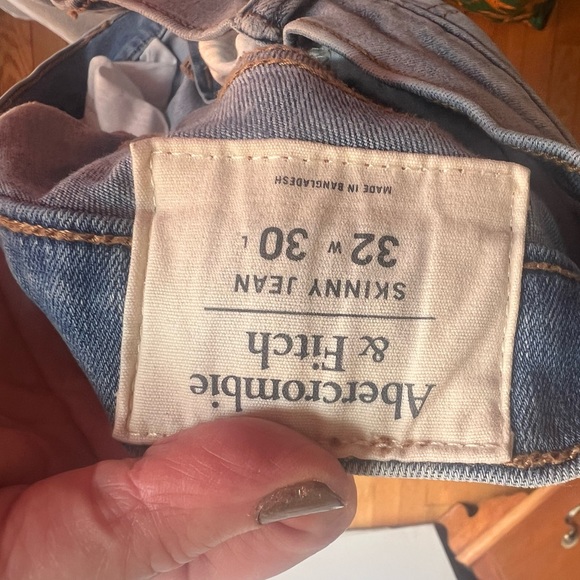 Abercrombie
& Fitch
SKINNY JEAN
32 W 30 L
MADE IN BANGLADESH